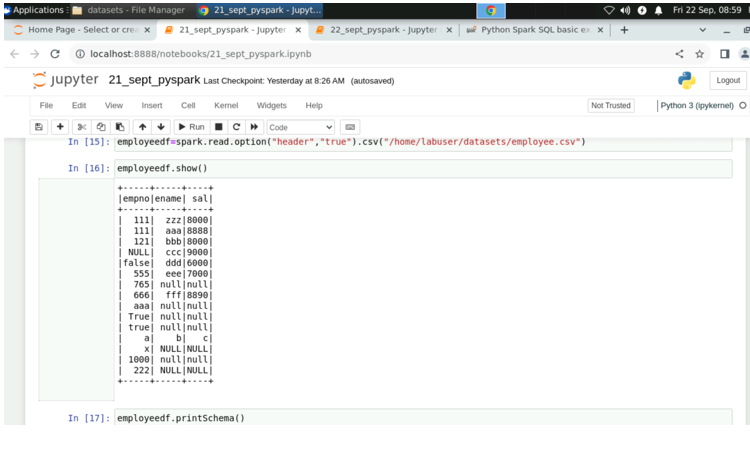 Applications
datasets - File Manager
21_sept_pyspark - Jupyt...
Fri 22 Sep, 08:59
Home Page - Select or crea
21_sept_pyspark - Jupyter
22_sept_pyspark - Jupyter
Python Spark SQL basic ex
localhost:8888/notebooks/21_sept_pyspark.ipynb
jupyter 21_sept_pyspark Last Checkpoint: Yesterday at 8:26 AM (autosaved)
Logout
File Edit View Insert Cell Kernel Widgets Help
Not Trusted
Python 3 (ipykernel)
Run
Code
In [15]: employeedf=spark.read.option("header","true").csv("/home/labuser/datasets/employee.csv")
In [16]: employeedf.show()
+-----+-----+----+
|empno|ename| sal|
+-----+-----+----+
|  111|  zzz|8000|
|  111|  aaa|8888|
|  121|  bbb|8000|
| NULL|  ccc|9000|
|false|  ddd|6000|
|  555|  eee|7000|
|  765| null|null|
|  666|  fff|8890|
|  aaa| null|null|
| True| null|null|
| true| null|null|
|    a|    b|   c|
|    x| NULL|NULL|
| 1000| null|null|
|  222| NULL|NULL|
+-----+-----+----+
In [17]: employeedf.printSchema()